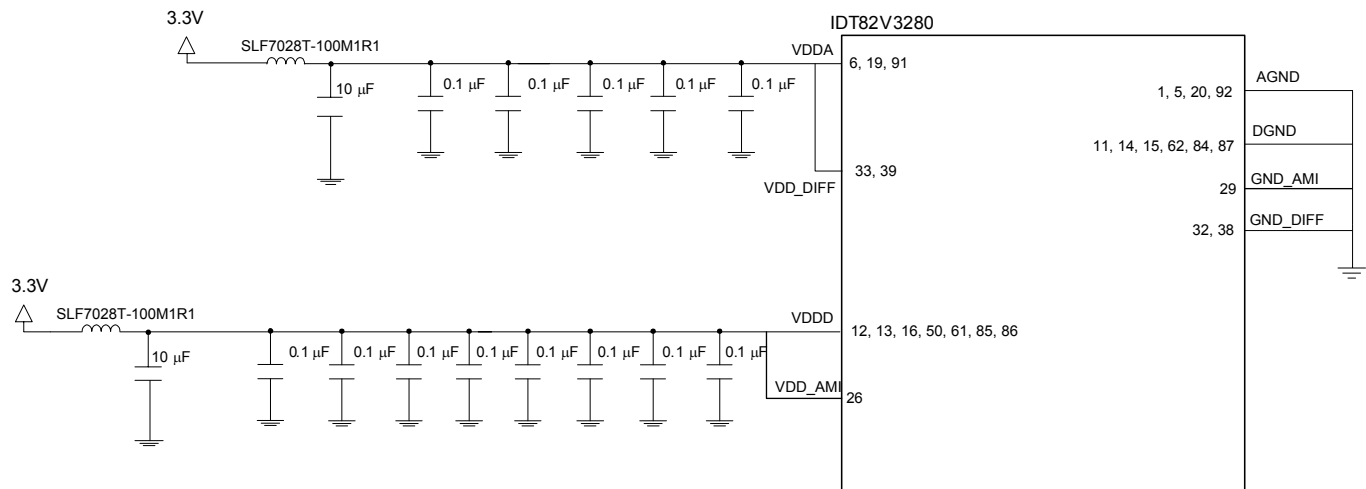 3.3V
IDT82V3280
SLF7028T-100M1R1
VDDA
6, 19, 91
10 μF
0.1 μF
0.1 μF
0.1 μF
0.1 μF
0.1 μF
AGND
1, 5, 20, 92
DGND
11, 14, 15, 62, 84, 87
33, 39
VDD_DIFF
GND_AMI
29
GND_DIFF
32, 38
3.3V
SLF7028T-100M1R1
VDDD
12, 13, 16, 50, 61, 85, 86
10 μF
0.1 μF
0.1 μF
0.1 μF
0.1 μF
0.1 μF
0.1 μF
0.1 μF
0.1 μF
VDD_AMI
26